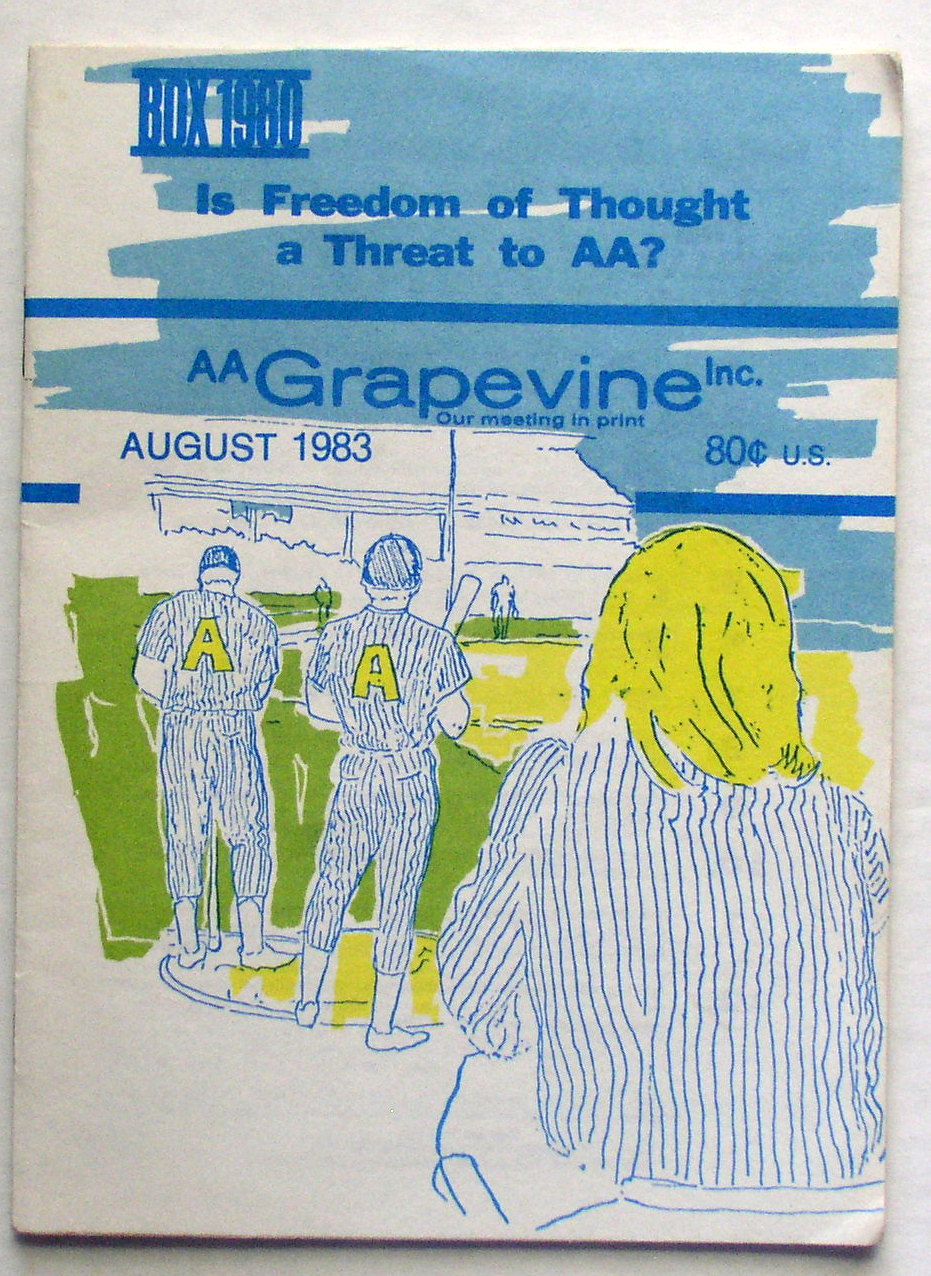 BOX 1980
Is Freedom of Thought
a Threat to AA?
AA Grapevine Inc.
Our meeting in print
AUGUST 1983 80¢ U.S.
A A